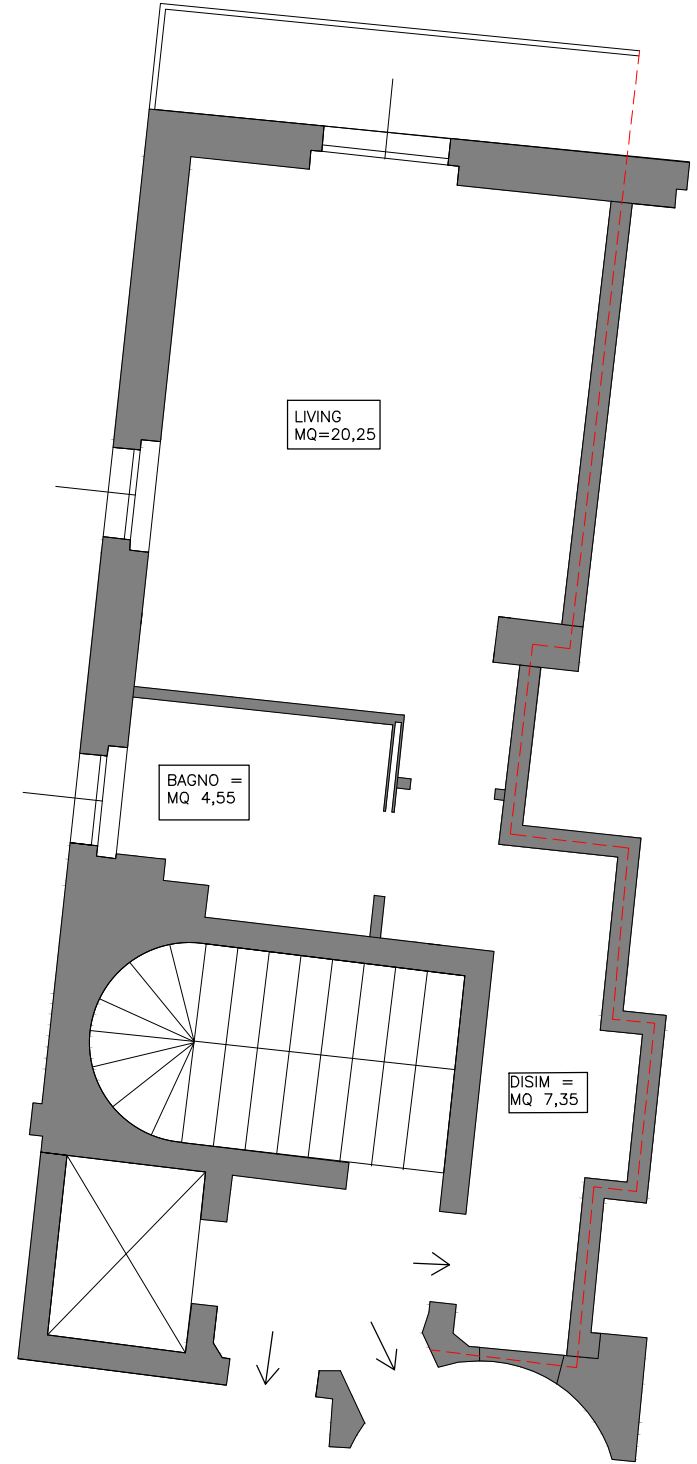 LIVING
MQ=20,25
BAGNO =
MQ 4,55
DISIM =
MQ 7,35